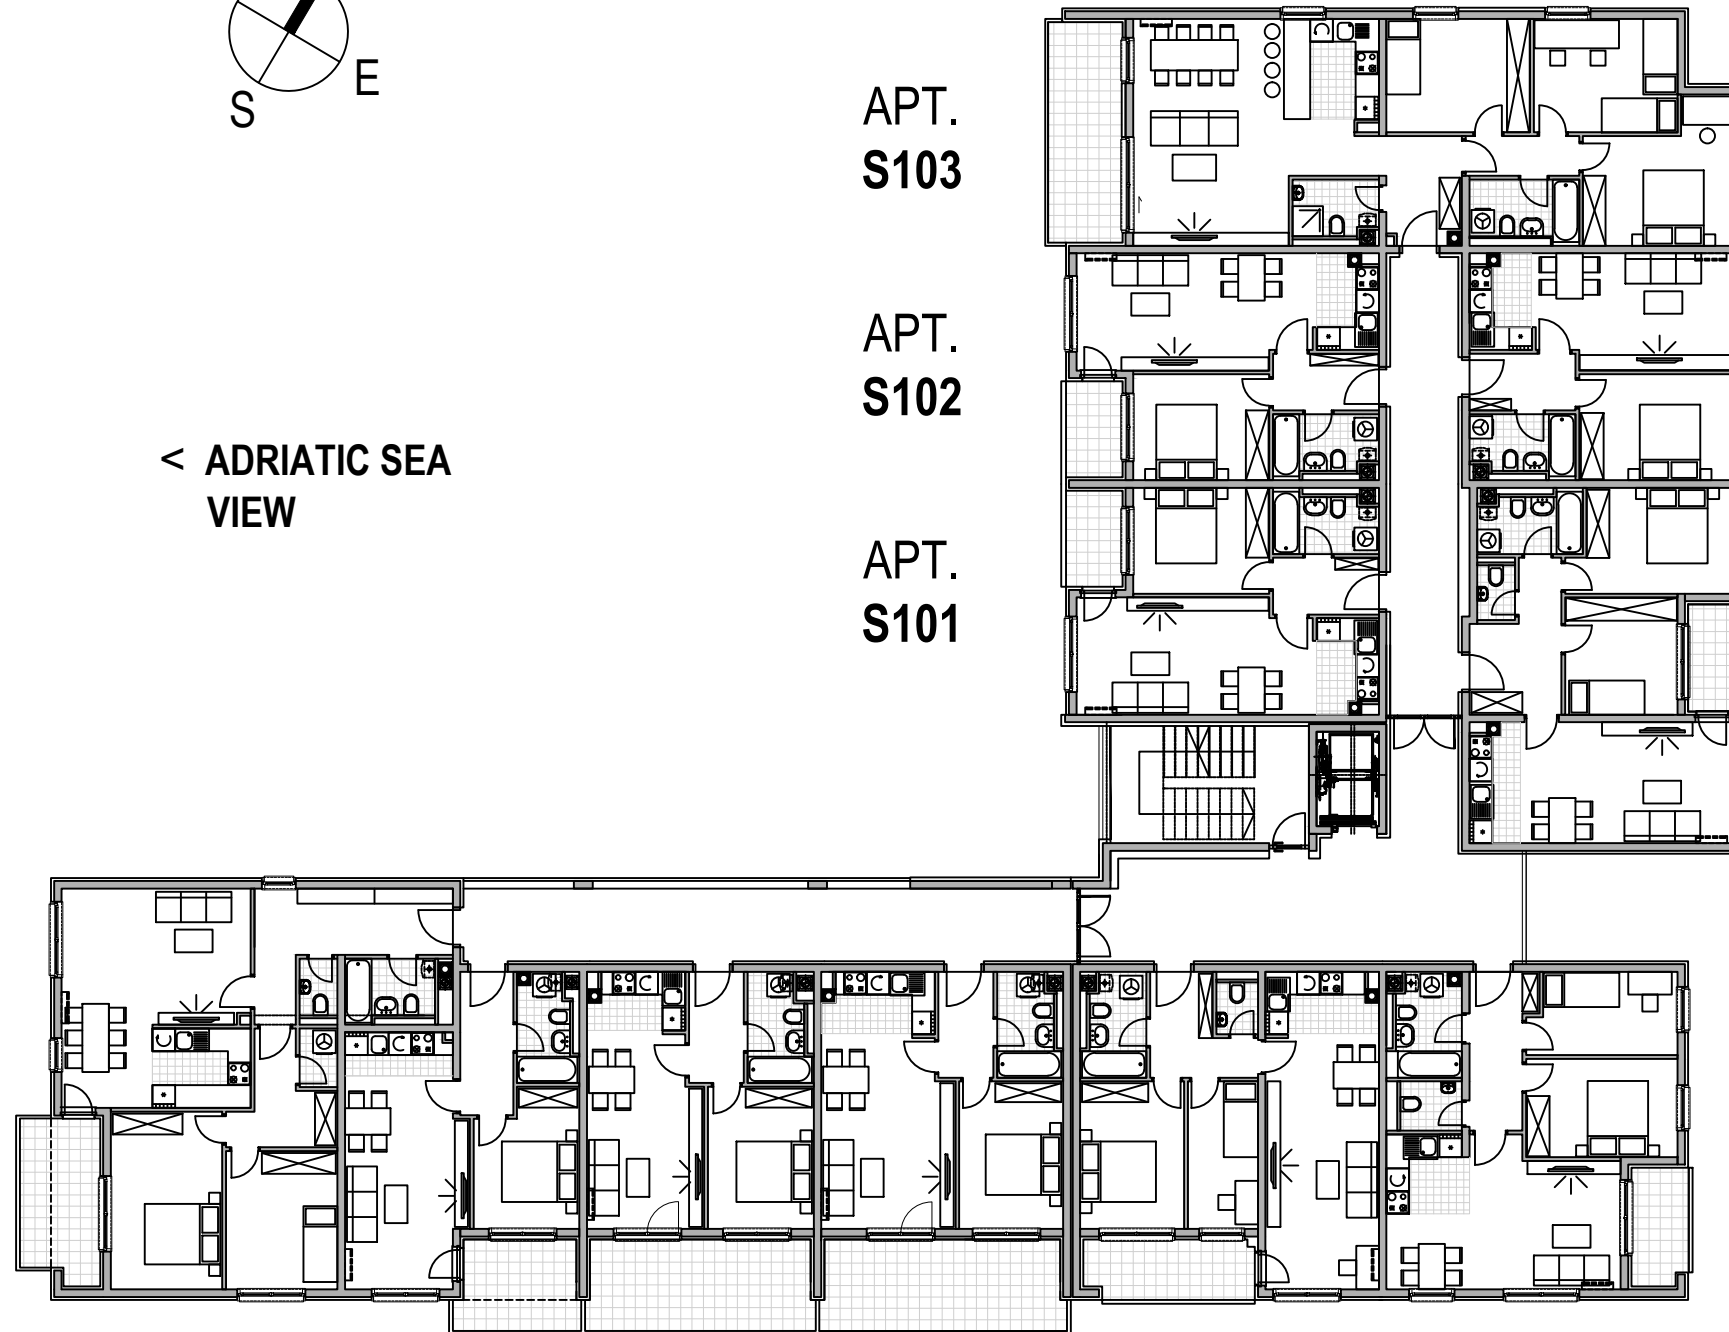 E
S
APT.
S103
APT.
S102
< ADRIATIC SEA
VIEW
APT.
S101